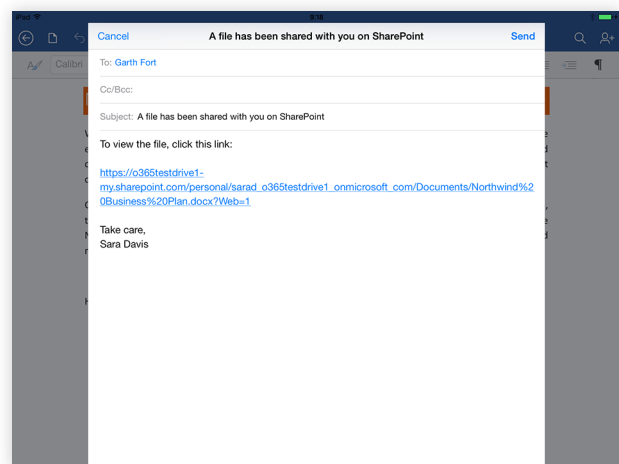 iPad 9:18
Cancel A file has been shared with you on SharePoint Send
Calibri
To: Garth Fort
Cc/Bcc:
Subject: A file has been shared with you on SharePoint
To view the file, click this link:
https://o365testdrive1-
my.sharepoint.com/personal/sarad_o365testdrive1_onmicrosoft_com/Documents/Northwind%2
0Business%20Plan.docx?Web=1
Take care,
Sara Davis